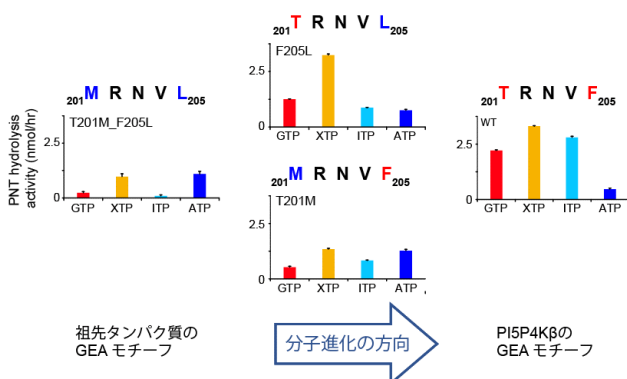 201T R N V L205
F205L
2.5
0
GTP XTP ITP ATP
201M R N V L205
T201M_F205L
PNT hydrolysis
activity (nmol/hr)
2.5
0
GTP XTP ITP ATP
201T R N V F205
WT
2.5
0
GTP XTP ITP ATP
201M R N V F205
T201M
2.5
0
GTP XTP ITP ATP
祖先タンパク質の
GEA モチーフ
分子進化の方向
PI5P4Kβの
GEA モチーフ